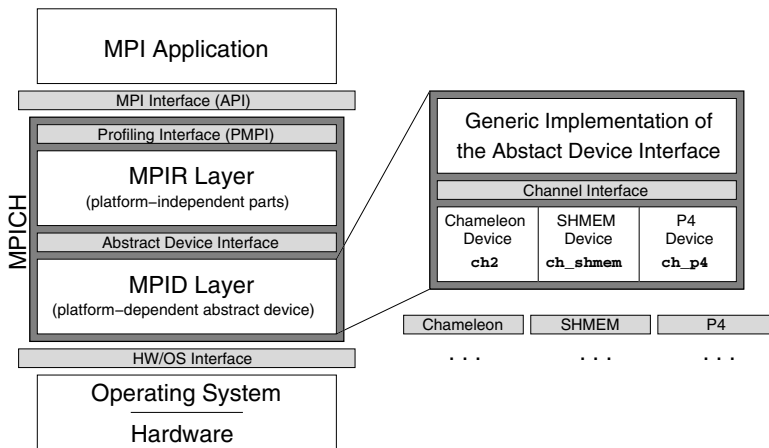 MPI Application
MPI Interface (API)
MPICH
Profiling Interface (PMPI)
MPIR Layer
(platform−independent parts)
Abstract Device Interface
MPID Layer
(platform−dependent abstract device)
HW/OS Interface
Operating System
Hardware
Generic Implementation of
the Abstact Device Interface
Channel Interface
Chameleon
Device
ch2
SHMEM
Device
ch_shmem
P4
Device
ch_p4
Chameleon
SHMEM
P4
. . .
. . .
. . .